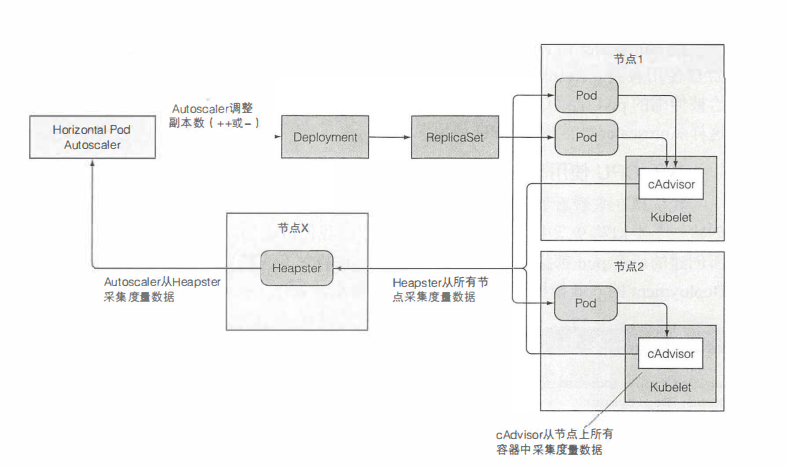 节点1
Autoscaler调整
副本数（++或–）
Pod
Horizontal Pod
Autoscaler
Deployment
ReplicaSet
Pod
cAdvisor
Kubelet
节点X
Heapster
Autoscaler从Heapster
采集度量数据
Heapster从所有节
点采集度量数据
节点2
Pod
cAdvisor
Kubelet
cAdvisor从节点上所有
容器中采集度量数据